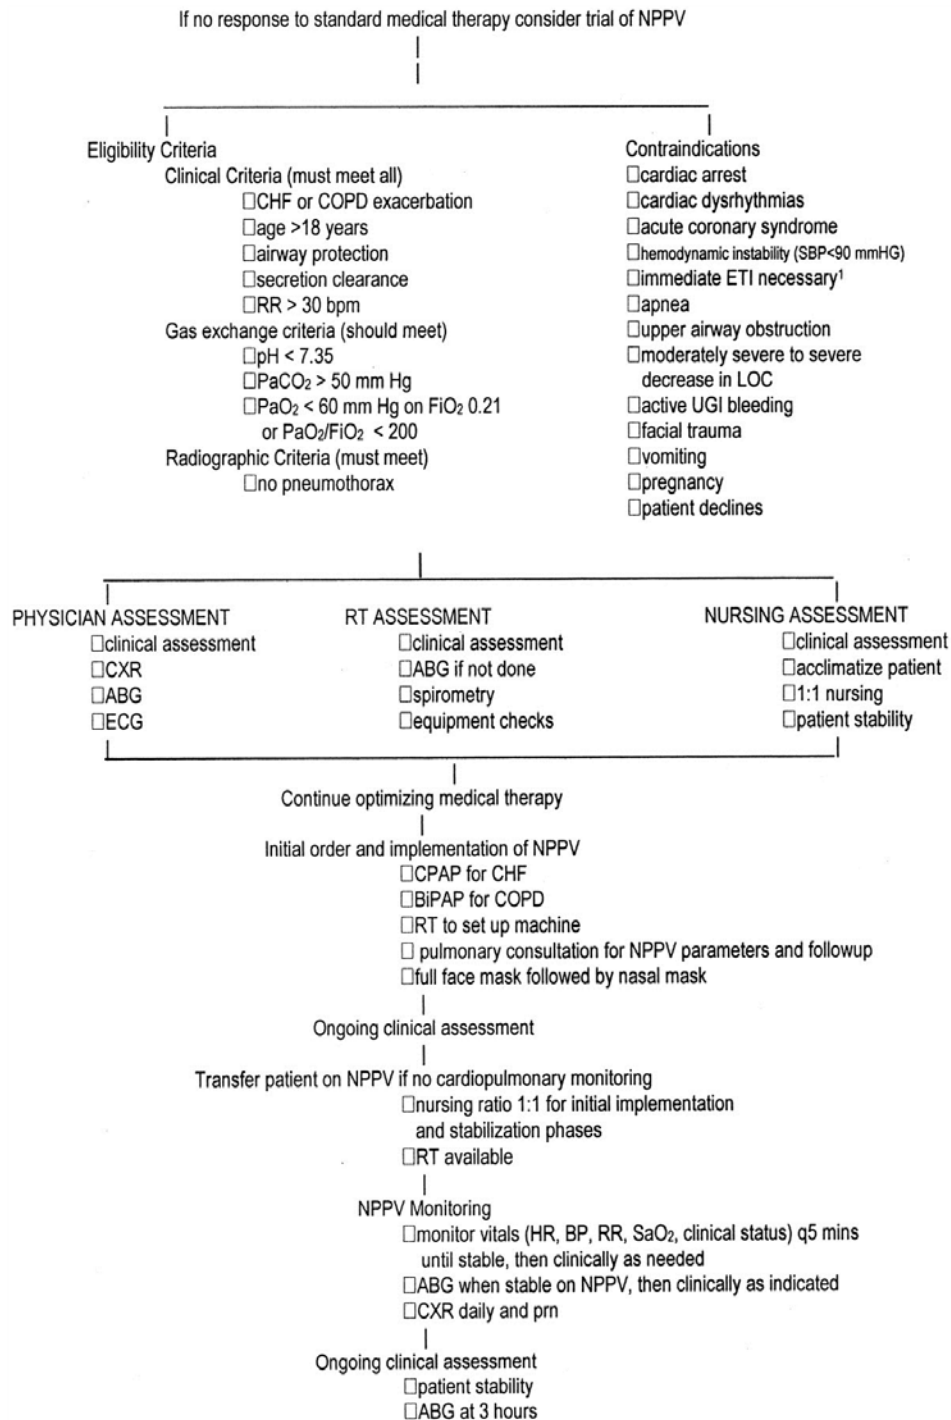 If no response to standard medical therapy consider trial of NPPV
Eligibility Criteria
Clinical Criteria (must meet all)
□CHF or COPD exacerbation
□age >18 years
□airway protection
□secretion clearance
□RR > 30 bpm
Gas exchange criteria (should meet)
□pH < 7.35
□PaCO₂ > 50 mm Hg
□PaO₂ < 60 mm Hg on FiO₂ 0.21
or PaO₂/FiO₂ < 200
Radiographic Criteria (must meet)
□no pneumothorax
Contraindications
□cardiac arrest
□cardiac dysrhythmias
□acute coronary syndrome
□hemodynamic instability (SBP<90 mmHG)
□immediate ETI necessary¹
□apnea
□upper airway obstruction
□moderately severe to severe
decrease in LOC
□active UGI bleeding
□facial trauma
□vomiting
□pregnancy
□patient declines
PHYSICIAN ASSESSMENT
□clinical assessment
□CXR
□ABG
□ECG
RT ASSESSMENT
□clinical assessment
□ABG if not done
□spirometry
□equipment checks
NURSING ASSESSMENT
□clinical assessment
□acclimatize patient
□1:1 nursing
□patient stability
Continue optimizing medical therapy
Initial order and implementation of NPPV
□CPAP for CHF
□BiPAP for COPD
□RT to set up machine
□ pulmonary consultation for NPPV parameters and followup
□full face mask followed by nasal mask
Ongoing clinical assessment
Transfer patient on NPPV if no cardiopulmonary monitoring
□nursing ratio 1:1 for initial implementation
and stabilization phases
□RT available
NPPV Monitoring
□monitor vitals (HR, BP, RR, SaO₂, clinical status) q5 mins
until stable, then clinically as needed
□ABG when stable on NPPV, then clinically as indicated
□CXR daily and prn
Ongoing clinical assessment
□patient stability
□ABG at 3 hours